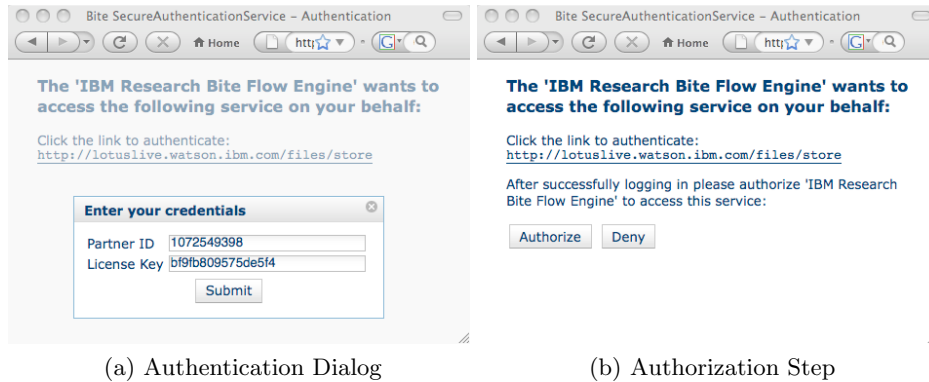 Bite SecureAuthenticationService – Authentication
Home
http
G
The 'IBM Research Bite Flow Engine' wants to
access the following service on your behalf:
Click the link to authenticate:
http://lotuslive.watson.ibm.com/files/store
Enter your credentials
Partner ID 1072549398
License Key bf9fb809575de5f4
Submit
(a) Authentication Dialog
Bite SecureAuthenticationService – Authentication
Home
http
G
The 'IBM Research Bite Flow Engine' wants to
access the following service on your behalf:
Click the link to authenticate:
http://lotuslive.watson.ibm.com/files/store
After successfully logging in please authorize 'IBM Research
Bite Flow Engine' to access this service:
Authorize Deny
(b) Authorization Step